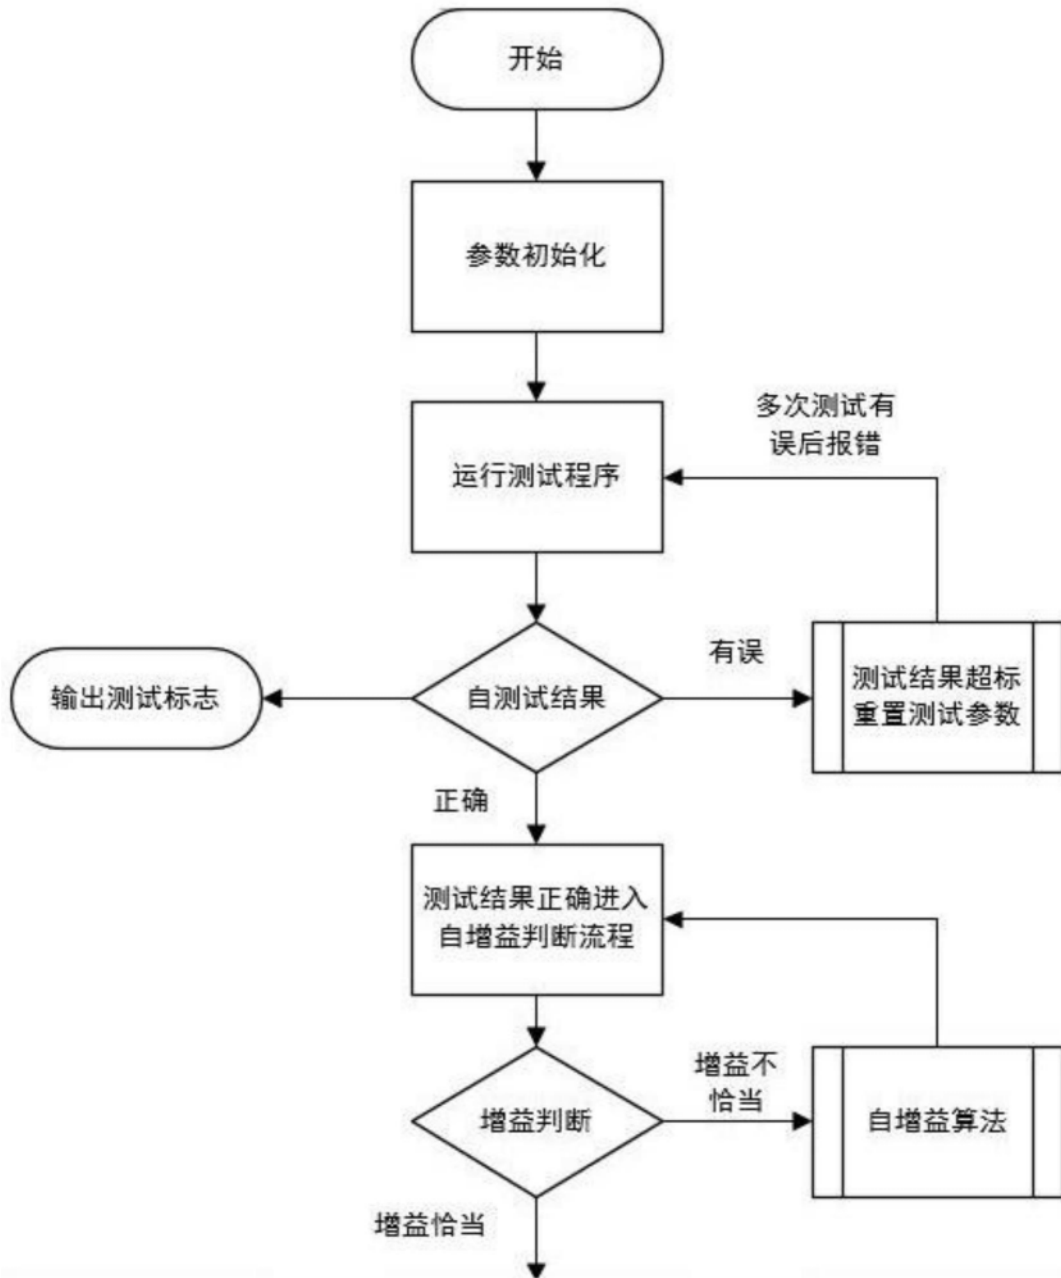 开始
参数初始化
多次测试有
误后报错
运行测试程序
有误
输出测试标志
自测试结果
测试结果超标
重置测试参数
正确
测试结果正确进入
自增益判断流程
增益不
恰当
增益判断
自增益算法
增益恰当